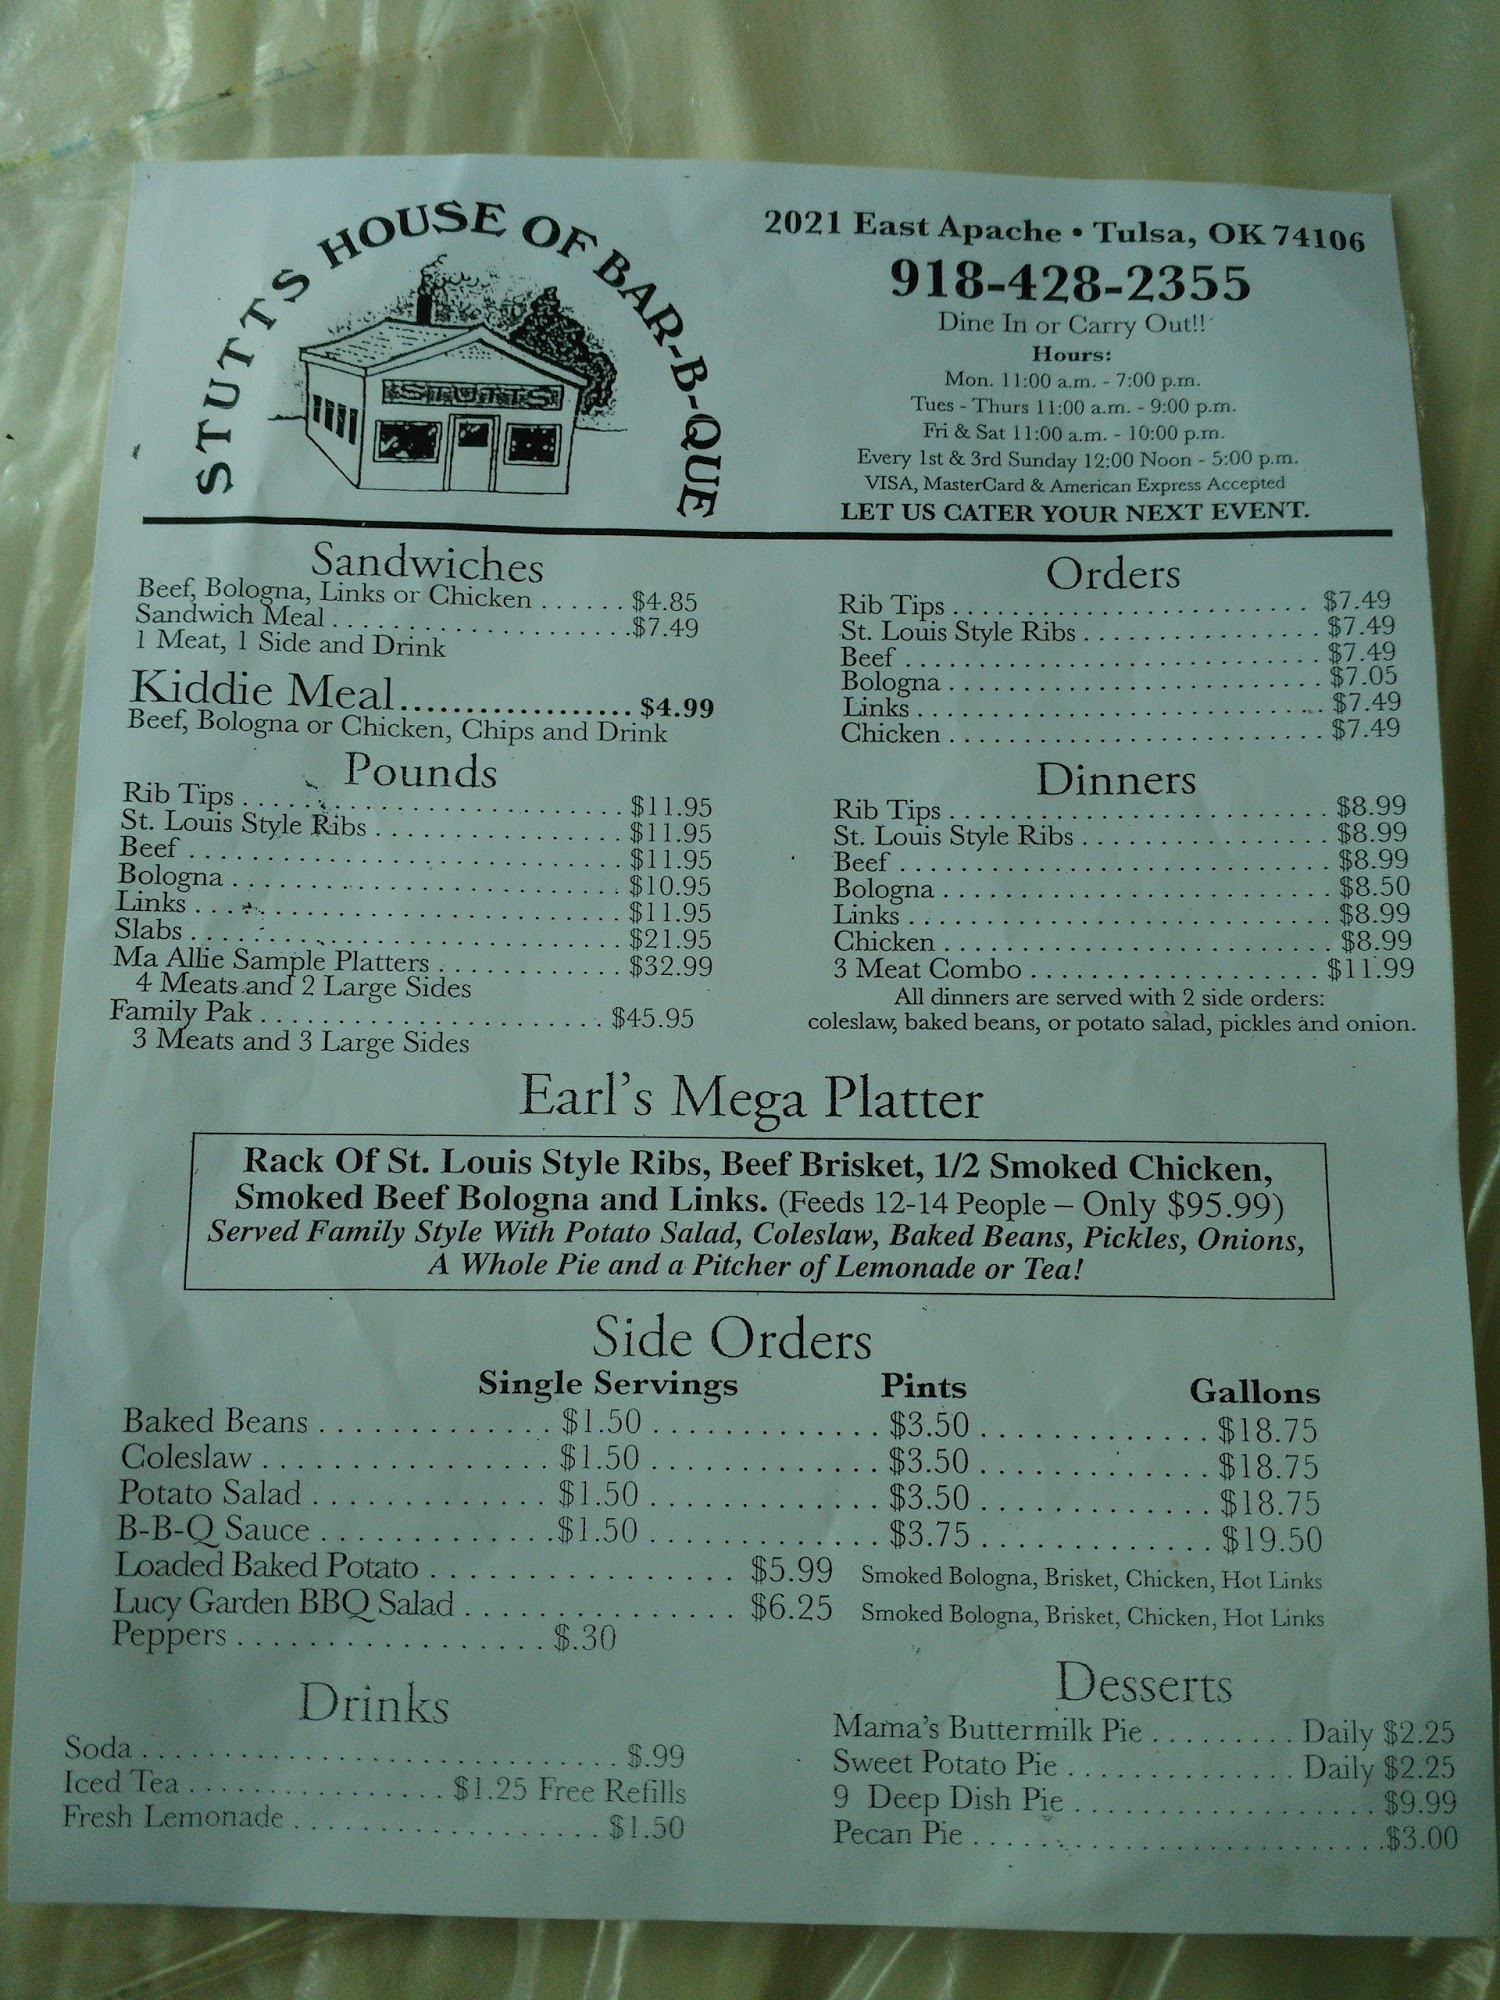 STUTTS HOUSE OF BAR-B-QUE
STUTTS
2021 East Apache • Tulsa, OK 74106
918-428-2355
Dine In or Carry Out!!
Hours:
Mon. 11:00 a.m. - 7:00 p.m.
Tues - Thurs 11:00 a.m. - 9:00 p.m.
Fri & Sat 11:00 a.m. - 10:00 p.m.
Every 1st & 3rd Sunday 12:00 Noon - 5:00 p.m.
VISA, MasterCard & American Express Accepted
LET US CATER YOUR NEXT EVENT.
Sandwiches
Beef, Bologna, Links or Chicken ...... $4.85
Sandwich Meal ..................... $7.49
1 Meat, 1 Side and Drink
Kiddie Meal.................. $4.99
Beef, Bologna or Chicken, Chips and Drink
Pounds
Rib Tips ......................... $11.95
St. Louis Style Ribs ................ $11.95
Beef ............................ $11.95
Bologna ......................... $10.95
Links ........................... $11.95
Slabs ............................ $21.95
Ma Allie Sample Platters ............ $32.99
4 Meats and 2 Large Sides
Family Pak ...................... $45.95
3 Meats and 3 Large Sides
Orders
Rib Tips ........................ $7.49
St. Louis Style Ribs ................ $7.49
Beef ............................ $7.49
Bologna ......................... $7.05
Links ........................... $7.49
Chicken ......................... $7.49
Dinners
Rib Tips ......................... $8.99
St. Louis Style Ribs ................. $8.99
Beef ............................. $8.99
Bologna .......................... $8.50
Links ............................ $8.99
Chicken .......................... $8.99
3 Meat Combo .................... $11.99
All dinners are served with 2 side orders:
coleslaw, baked beans, or potato salad, pickles and onion.
Earl's Mega Platter
Rack Of St. Louis Style Ribs, Beef Brisket, 1/2 Smoked Chicken,
Smoked Beef Bologna and Links. (Feeds 12-14 People – Only $95.99)
Served Family Style With Potato Salad, Coleslaw, Baked Beans, Pickles, Onions,
A Whole Pie and a Pitcher of Lemonade or Tea!
Side Orders
Single Servings Pints Gallons
Baked Beans ............. $1.50 ............. $3.50 ............. $18.75
Coleslaw ................ $1.50 ............. $3.50 ............. $18.75
Potato Salad ............. $1.50 ............. $3.50 ............. $18.75
B-B-Q Sauce ............. $1.50 ............. $3.75 ............. $19.50
Loaded Baked Potato ................. $5.99 Smoked Bologna, Brisket, Chicken, Hot Links
Lucy Garden BBQ Salad ............... $6.25 Smoked Bologna, Brisket, Chicken, Hot Links
Peppers .................. $.30
Drinks
Soda ............................. $.99
Iced Tea .............. $1.25 Free Refills
Fresh Lemonade ................... $1.50
Desserts
Mama's Buttermilk Pie ......... Daily $2.25
Sweet Potato Pie .............. Daily $2.25
9 Deep Dish Pie ................... $9.99
Pecan Pie ......................... $3.00